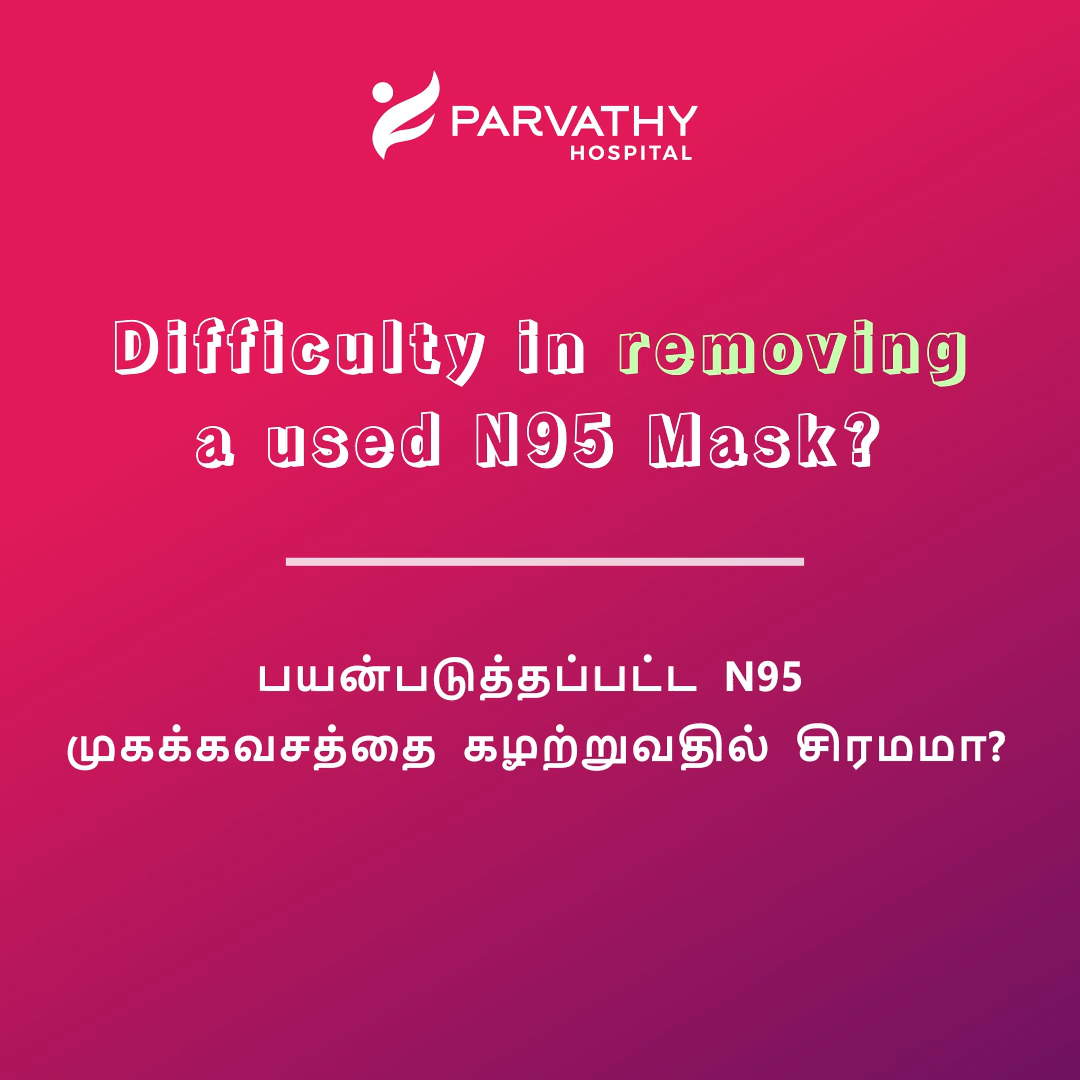 PARVATHY
HOSPITAL
Difficulty in removing
a used N95 Mask?
பயன்படுத்தப்பட்ட N95
முகக்கவசத்தை கழற்றுவதில் சிரமமா?